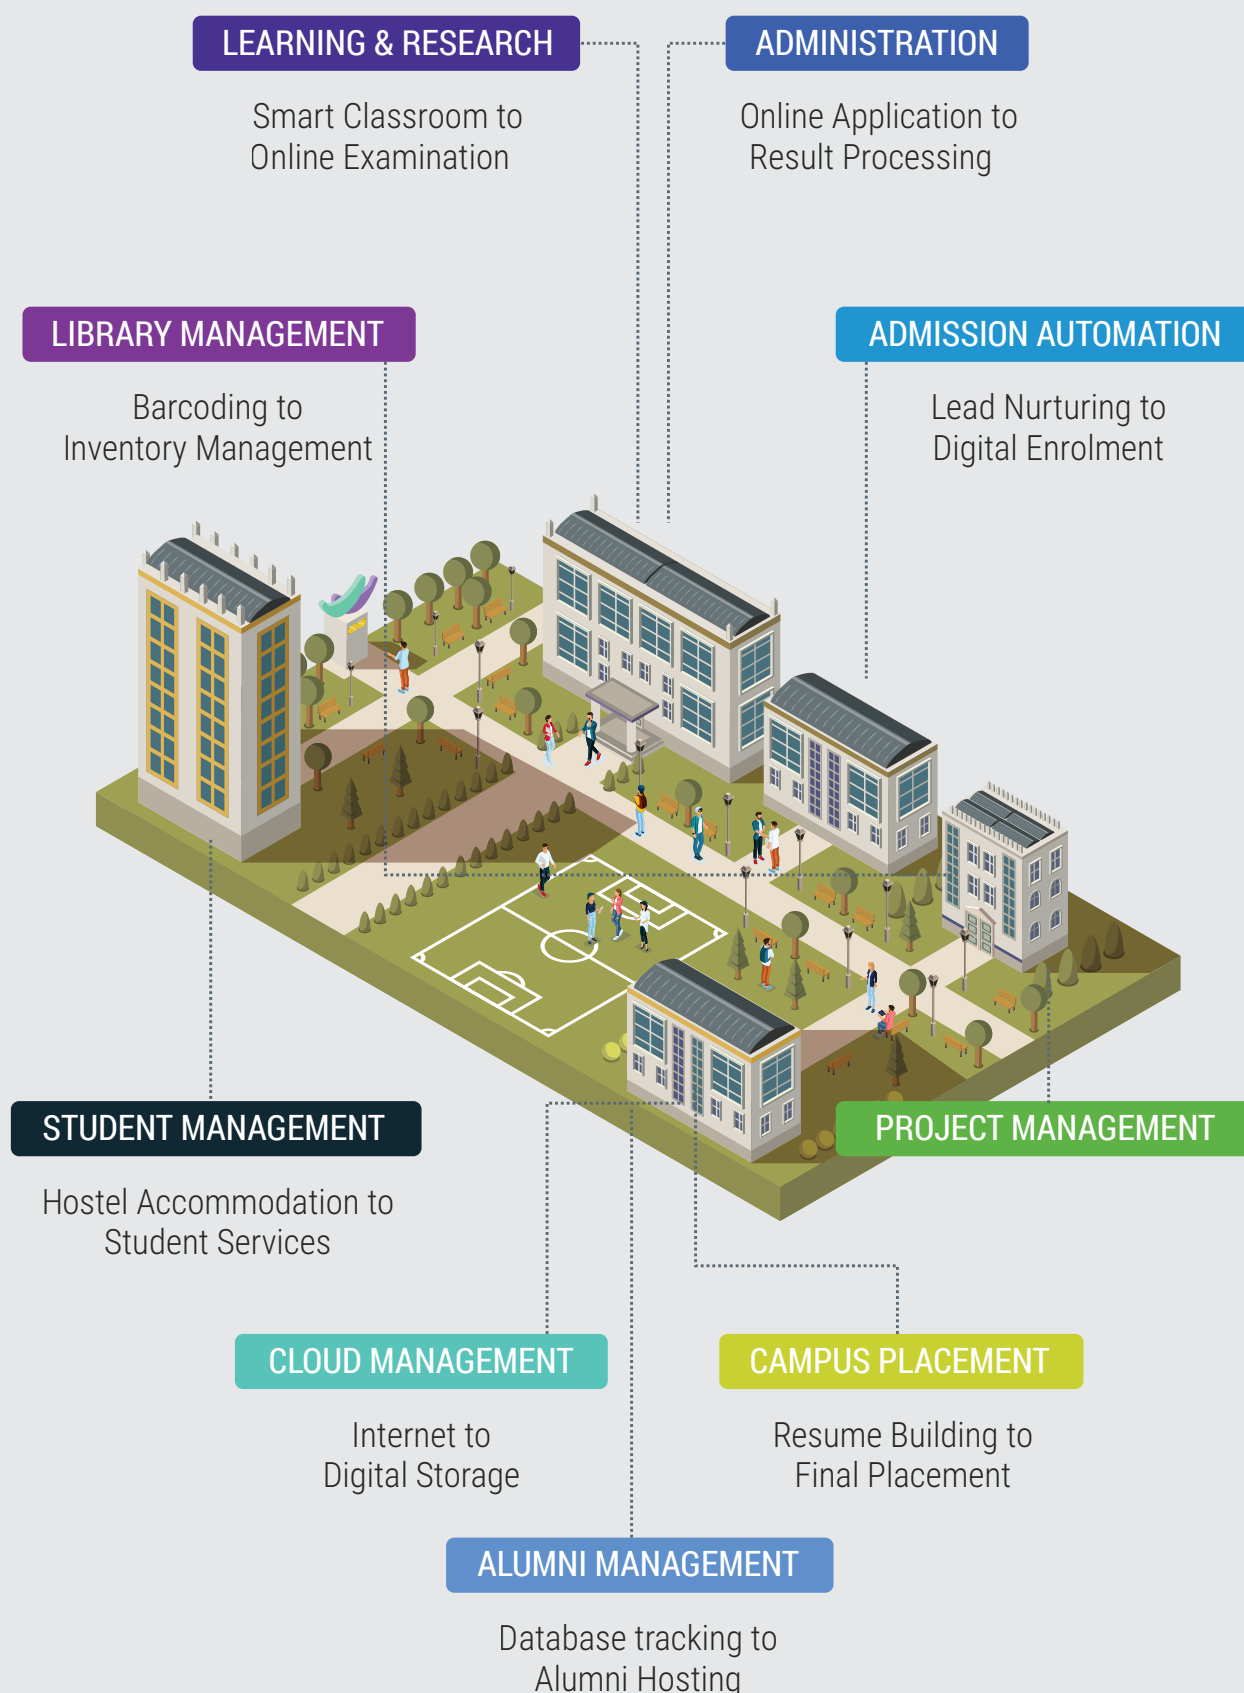 LEARNING & RESEARCH
Smart Classroom to
Online Examination
ADMINISTRATION
Online Application to
Result Processing
LIBRARY MANAGEMENT
Barcoding to
Inventory Management
ADMISSION AUTOMATION
Lead Nurturing to
Digital Enrolment
STUDENT MANAGEMENT
Hostel Accommodation to
Student Services
PROJECT MANAGEMENT
CLOUD MANAGEMENT
Internet to
Digital Storage
CAMPUS PLACEMENT
Resume Building to
Final Placement
ALUMNI MANAGEMENT
Database tracking to
Alumni Hosting